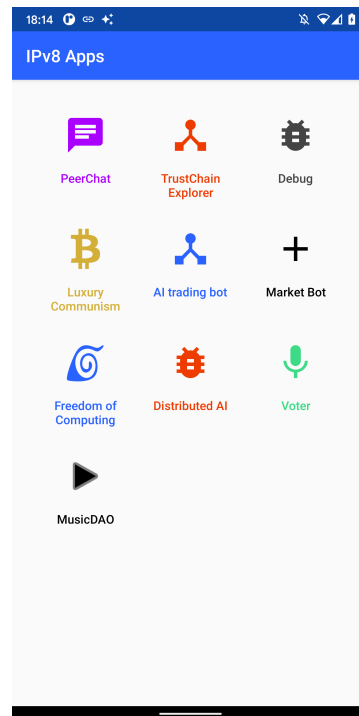 18:14
IPv8 Apps
PeerChat
TrustChain
Explorer
Debug
Luxury
Communism
AI trading bot
Market Bot
Freedom of
Computing
Distributed AI
Voter
MusicDAO